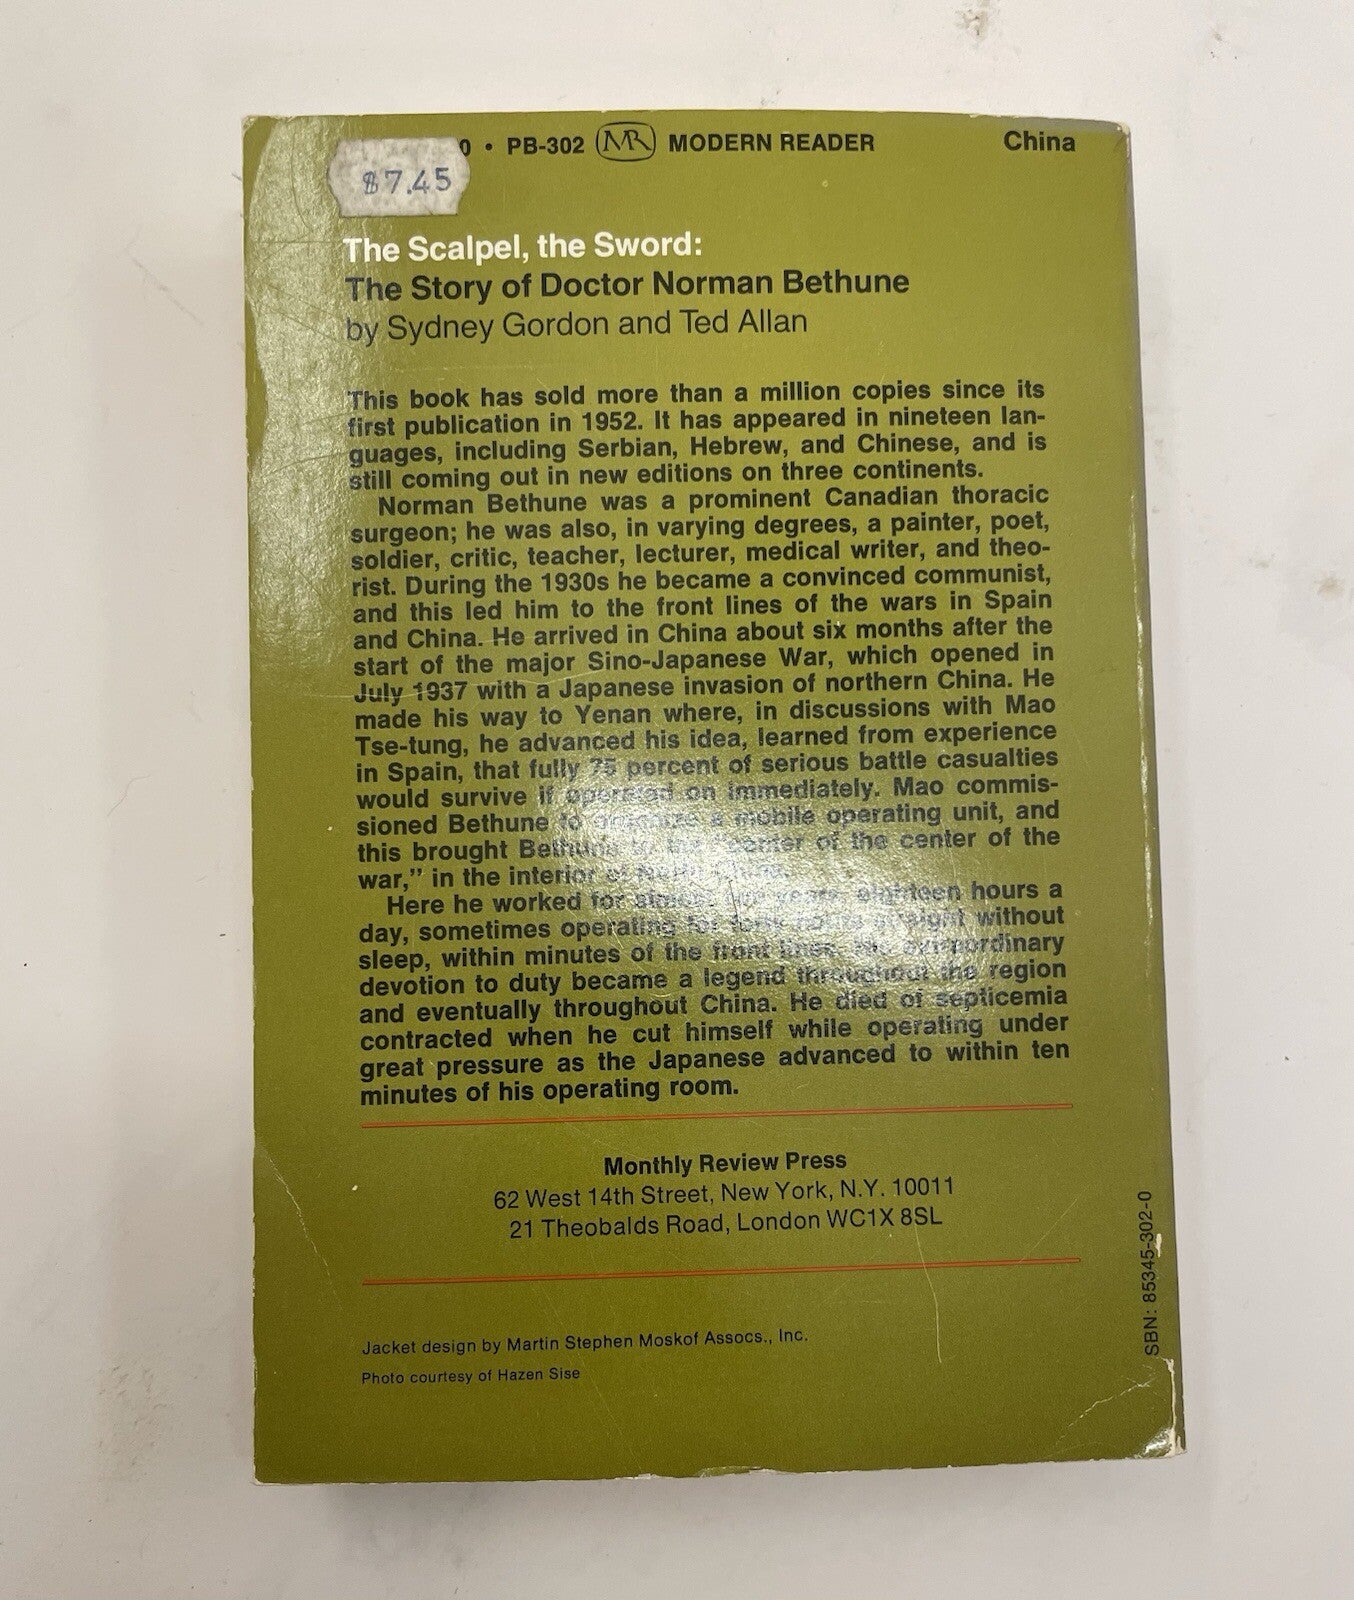 0 • PB-302 MR MODERN READER China
$7.45
The Scalpel, the Sword:
The Story of Doctor Norman Bethune
by Sydney Gordon and Ted Allan
This book has sold more than a million copies since its
first publication in 1952. It has appeared in nineteen lan-
guages, including Serbian, Hebrew, and Chinese, and is
still coming out in new editions on three continents.
Norman Bethune was a prominent Canadian thoracic
surgeon; he was also, in varying degrees, a painter, poet,
soldier, critic, teacher, lecturer, medical writer, and theo-
rist. During the 1930s he became a convinced communist,
and this led him to the front lines of the wars in Spain
and China. He arrived in China about six months after the
start of the major Sino-Japanese War, which opened in
July 1937 with a Japanese invasion of northern China. He
made his way to Yenan where, in discussions with Mao
Tse-tung, he advanced his idea, learned from experience
in Spain, that fully 75 percent of serious battle casualties
would survive if operated on immediately. Mao commis-
sioned Bethune to organize a mobile operating unit, and
this brought Bethune to the "center of the center of the
war," in the interior of North China.
Here he worked for almost two years, eighteen hours a
day, sometimes operating for forty hours straight without
sleep, within minutes of the front lines. His extraordinary
devotion to duty became a legend throughout the region
and eventually throughout China. He died of septicemia
contracted when he cut himself while operating under
great pressure as the Japanese advanced to within ten
minutes of his operating room.
Monthly Review Press
62 West 14th Street, New York, N.Y. 10011
21 Theobalds Road, London WC1X 8SL
SBN: 85345-302-0
Jacket design by Martin Stephen Moskof Assocs., Inc.
Photo courtesy of Hazen Sise